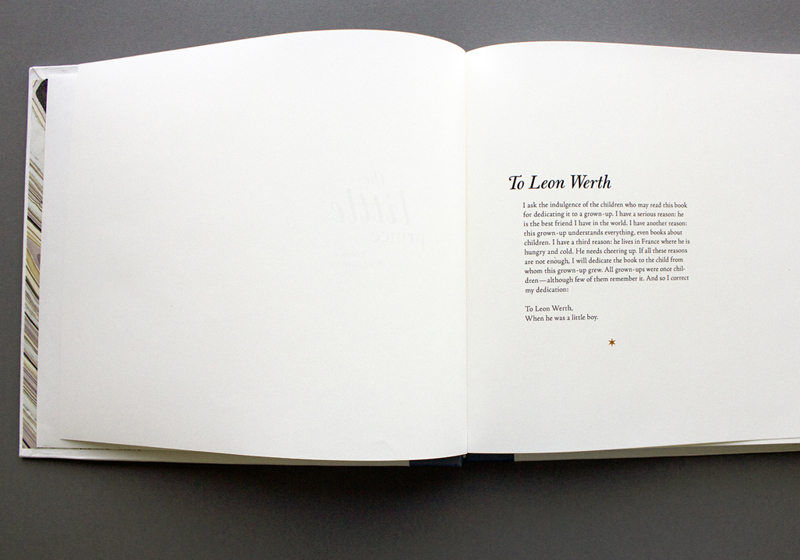 the
little
prince
To Leon Werth
I ask the indulgence of the children who may read this book
for dedicating it to a grown-up. I have a serious reason: he
is the best friend I have in the world. I have another reason:
this grown-up understands everything, even books about
children. I have a third reason: he lives in France where he is
hungry and cold. He needs cheering up. If all these reasons
are not enough, I will dedicate the book to the child from
whom this grown-up grew. All grown-ups were once chil-
dren—although few of them remember it. And so I correct
my dedication:
To Leon Werth,
When he was a little boy.